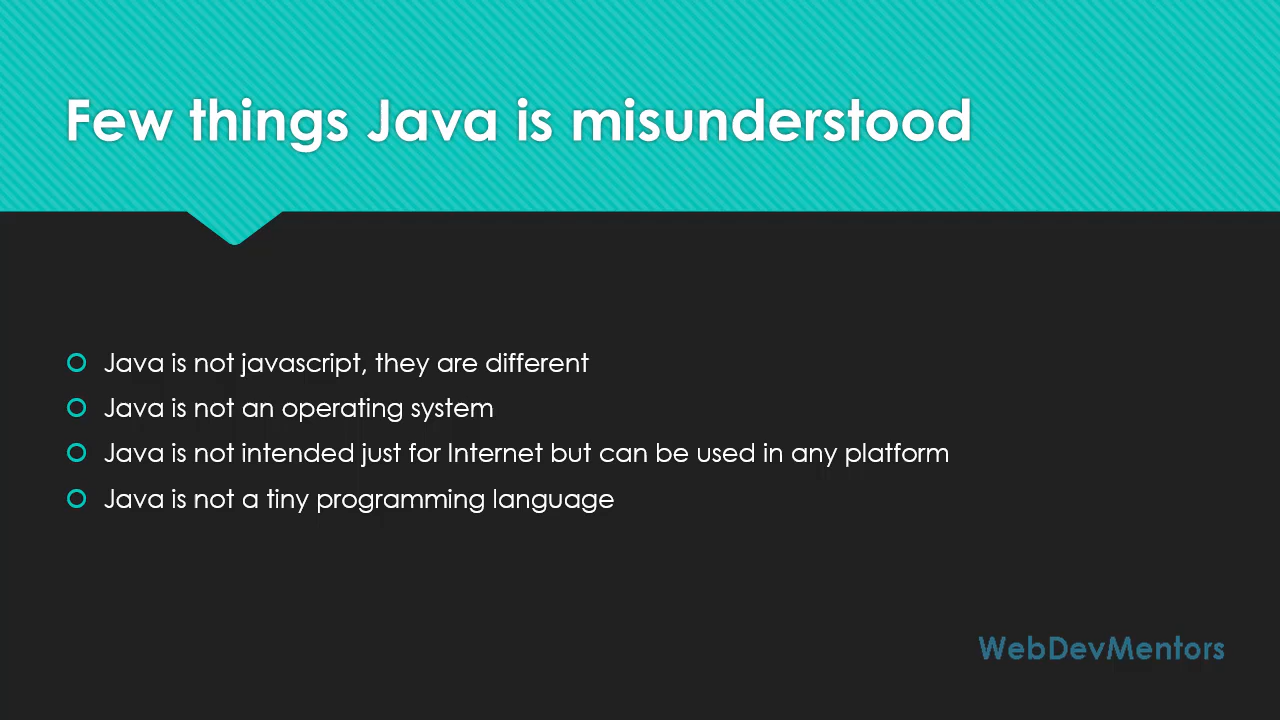 Few things Java is misunderstood
Java is not javascript, they are different
Java is not an operating system
Java is not intended just for Internet but can be used in any platform
Java is not a tiny programming language
WebDevMentors